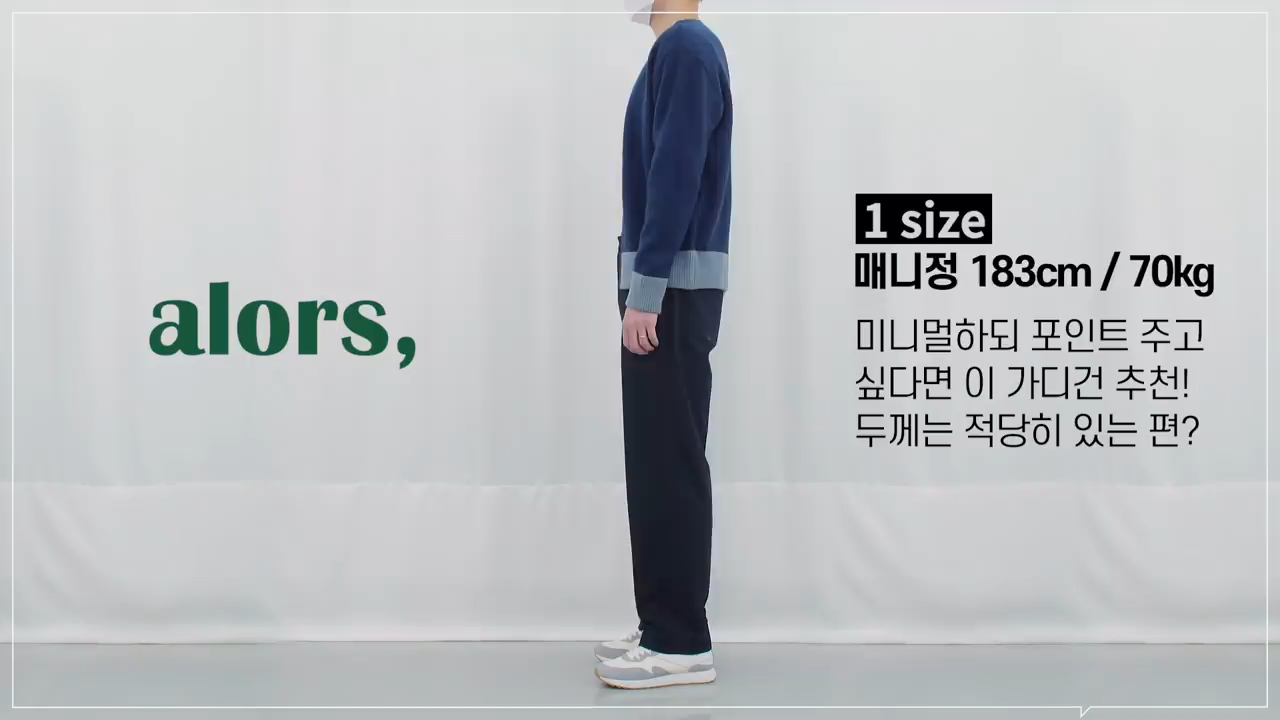 alors,
1 size
매니정 183cm / 70kg
미니멀하되 포인트 주고
싶다면 이 가디건 추천!
두께는 적당히 있는 편?